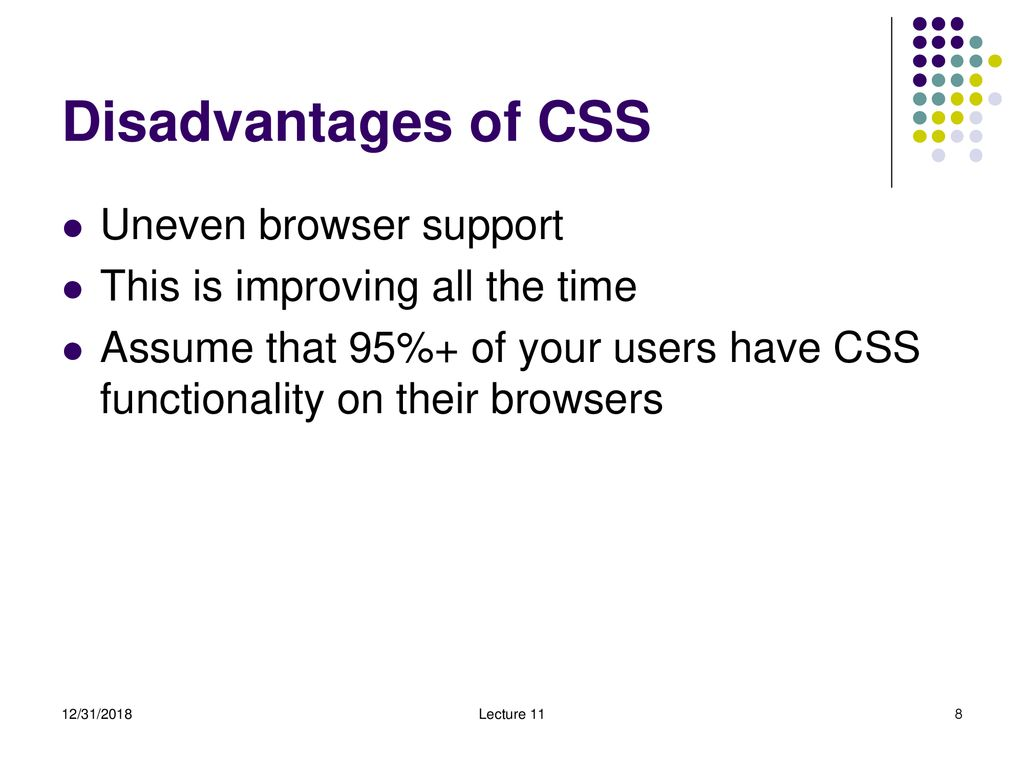 Disadvantages of CSS
● Uneven browser support
● This is improving all the time
● Assume that 95%+ of your users have CSS
functionality on their browsers
12/31/2018
Lecture 11
8